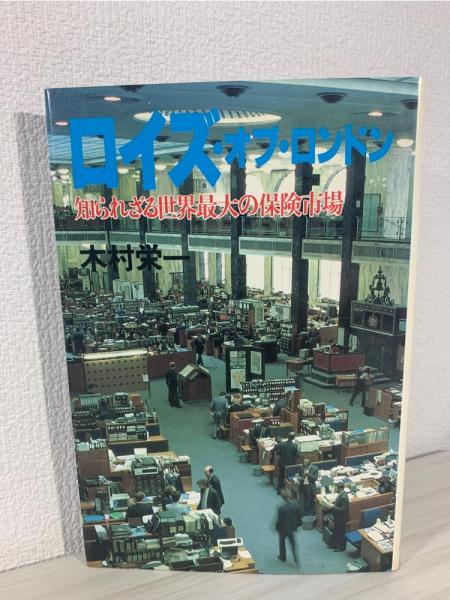 ロイズ・オブ・ロンドン
知られざる世界最大の保険市場
木村栄一